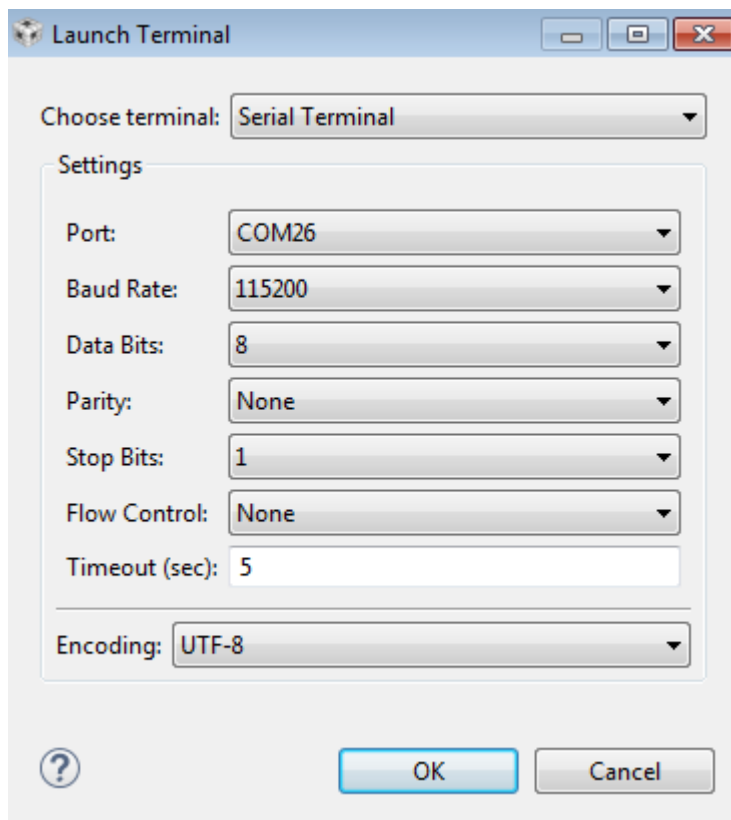 Launch Terminal
Choose terminal: Serial Terminal
Settings
Port: COM26
Baud Rate: 115200
Data Bits: 8
Parity: None
Stop Bits: 1
Flow Control: None
Timeout (sec): 5
Encoding: UTF-8
? OK Cancel